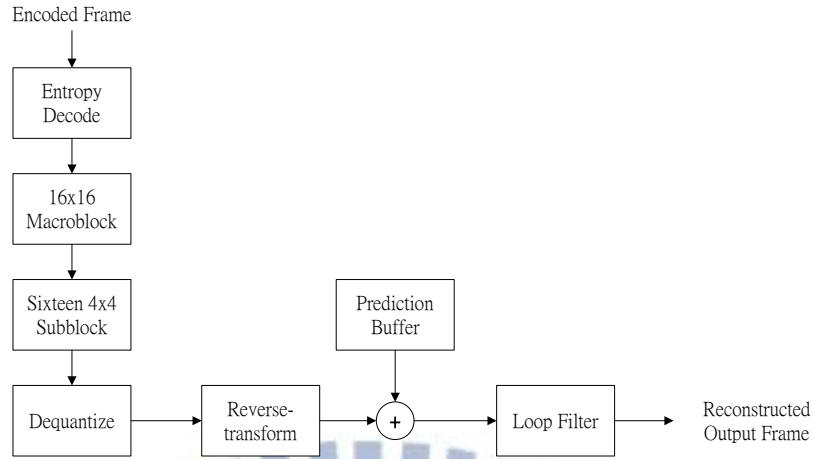 Encoded Frame
Entropy
Decode
16x16
Macroblock
Sixteen 4x4
Subblock
Prediction
Buffer
Dequantize
Reverse-
transform
+
Loop Filter
Reconstructed
Output Frame